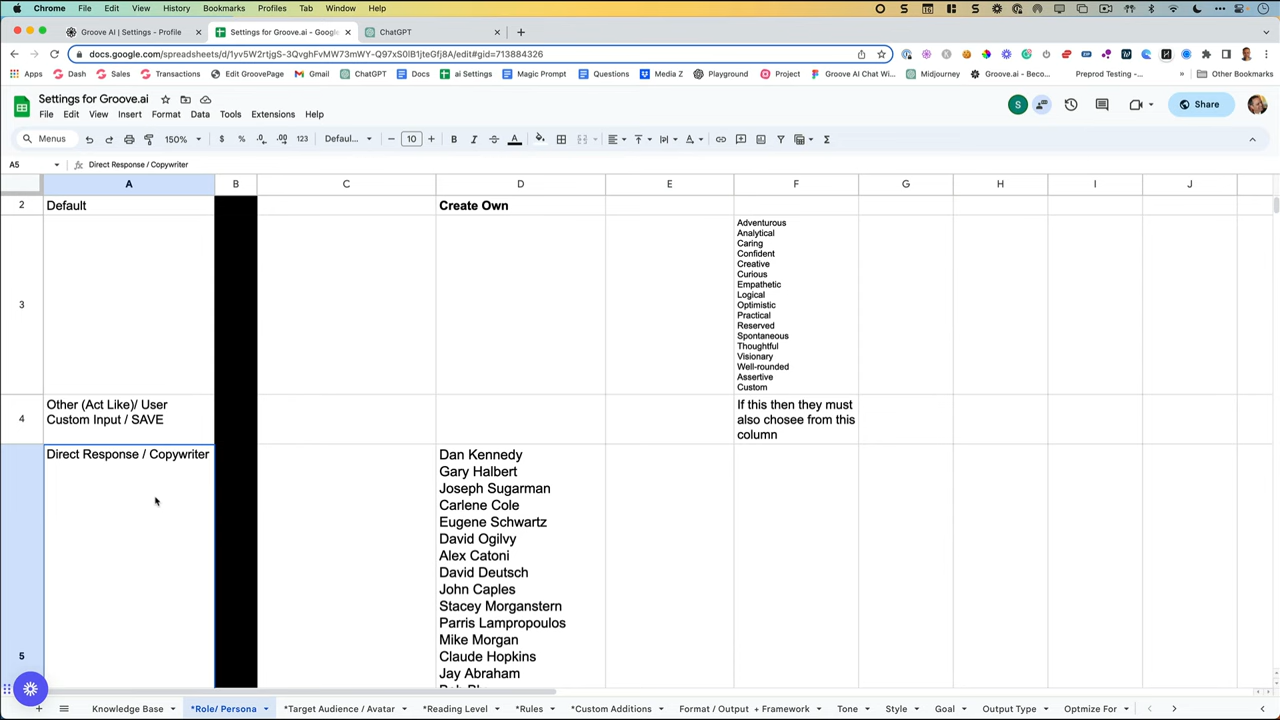 Chrome File Edit View History Bookmarks Profiles Tab Window Help
Groove AI | Settings - Profile
Settings for Groove.ai - Goog
ChatGPT
docs.google.com/spreadsheets/d/1yv5W2rtjgS-3QvghFvMW73mWY-Q97xS0lB1jteGfj8A/edit#gid=713884326
Apps Dash Sales Transactions Edit GroovePage Gmail ChatGPT Docs ai Settings Magic Prompt Questions Media Z Playground Project Groove AI Chat Wi... Midjourney Groove.ai - Beco... Preprod Testing -... » Other Bookmarks
Settings for Groove.ai
File Edit View Insert Format Data Tools Extensions Help
S
Share
Menus 150% $ % .0 .00 123 Defaul... 10 B I A
A5 fx Direct Response / Copywriter
A B C D E F G H I J
2 Default Create Own
3
Adventurous
Analytical
Caring
Confident
Creative
Curious
Empathetic
Logical
Optimistic
Practical
Reserved
Spontaneous
Thoughtful
Visionary
Well-rounded
Assertive
Custom
4
Other (Act Like)/ User
Custom Input / SAVE
If this then they must
also chosee from this
column
5
Direct Response / Copywriter
Dan Kennedy
Gary Halbert
Joseph Sugarman
Carlene Cole
Eugene Schwartz
David Ogilvy
Alex Catoni
David Deutsch
John Caples
Stacey Morganstern
Parris Lampropoulos
Mike Morgan
Claude Hopkins
Jay Abraham
Knowledge Base *Role/ Persona *Target Audience / Avatar *Reading Level *Rules *Custom Additions Format / Output + Framework Tone Style Goal Output Type Optmize For